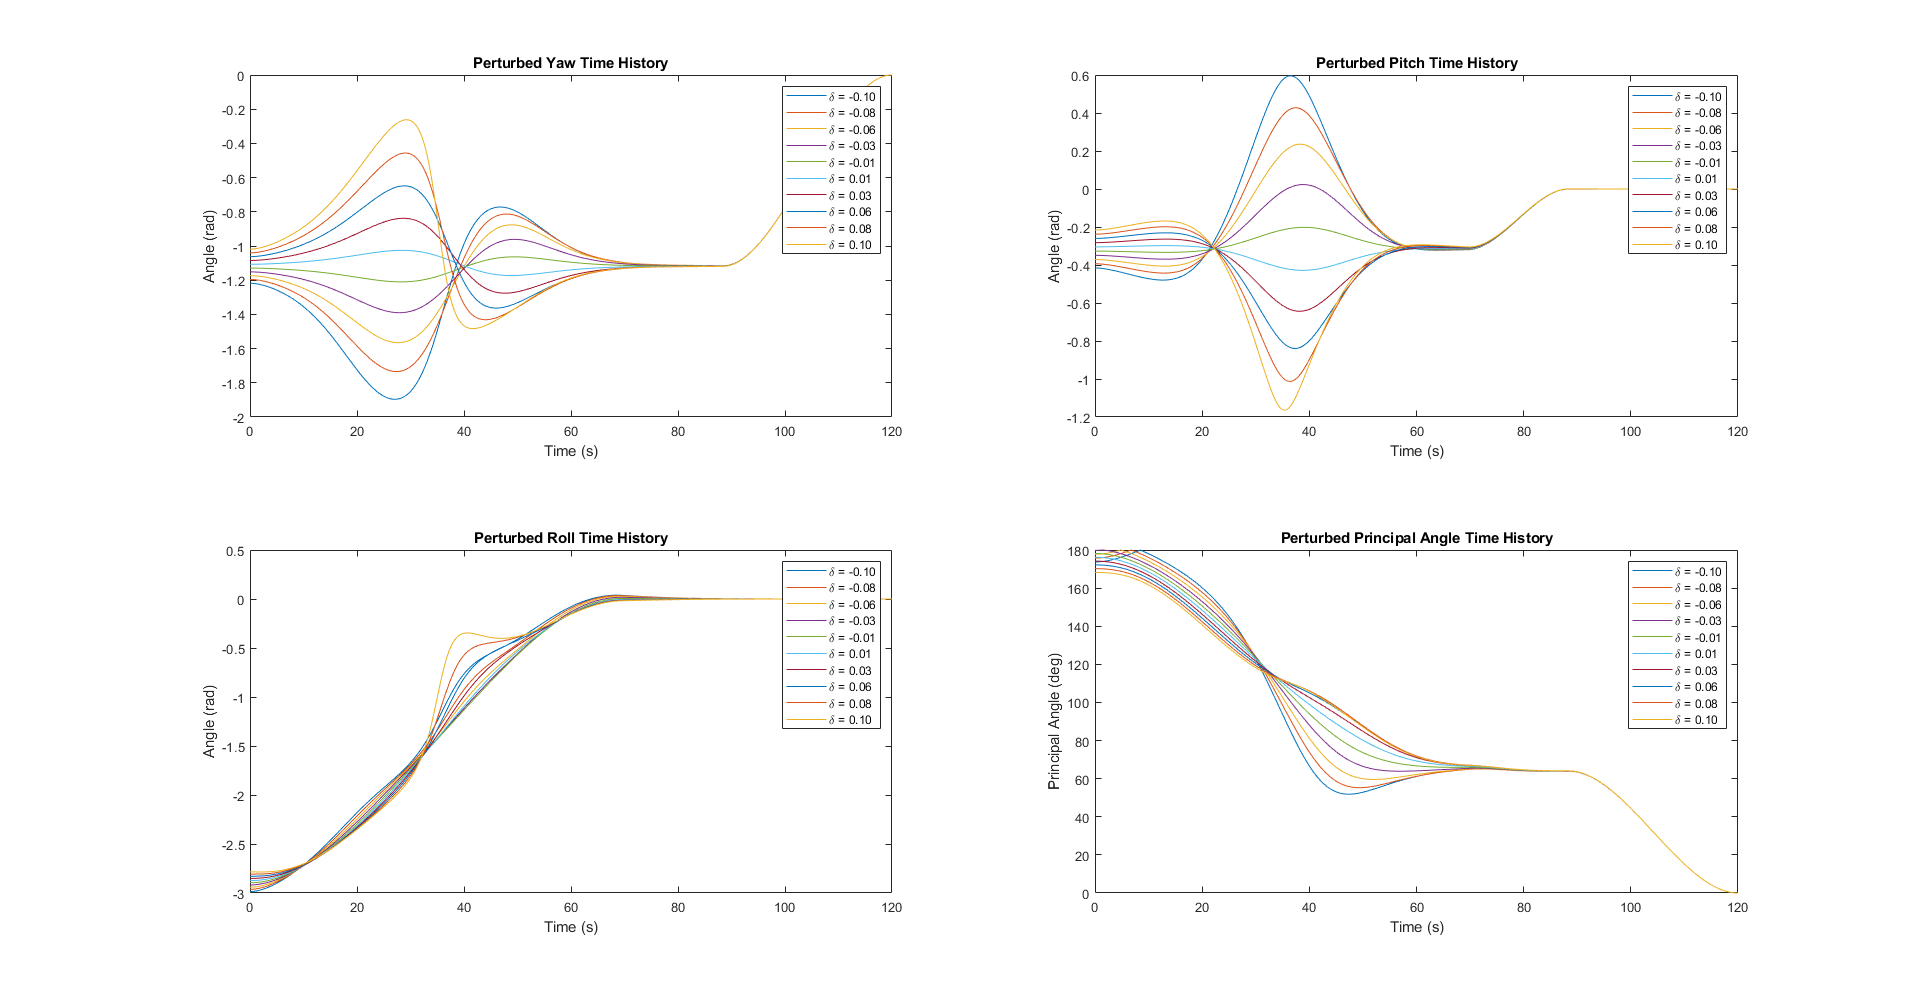 Perturbed Yaw Time History
Angle (rad)
0
-0.2
-0.4
-0.6
-0.8
-1
-1.2
-1.4
-1.6
-1.8
-2
0 20 40 60 80 100 120
Time (s)
δ = -0.10
δ = -0.08
δ = -0.06
δ = -0.03
δ = -0.01
δ = 0.01
δ = 0.03
δ = 0.06
δ = 0.08
δ = 0.10
Perturbed Pitch Time History
Angle (rad)
0.6
0.4
0.2
0
-0.2
-0.4
-0.6
-0.8
-1
-1.2
0 20 40 60 80 100 120
Time (s)
δ = -0.10
δ = -0.08
δ = -0.06
δ = -0.03
δ = -0.01
δ = 0.01
δ = 0.03
δ = 0.06
δ = 0.08
δ = 0.10
Perturbed Roll Time History
Angle (rad)
0.5
0
-0.5
-1
-1.5
-2
-2.5
-3
0 20 40 60 80 100 120
Time (s)
δ = -0.10
δ = -0.08
δ = -0.06
δ = -0.03
δ = -0.01
δ = 0.01
δ = 0.03
δ = 0.06
δ = 0.08
δ = 0.10
Perturbed Principal Angle Time History
Principal Angle (deg)
180
160
140
120
100
80
60
40
20
0
0 20 40 60 80 100 120
Time (s)
δ = -0.10
δ = -0.08
δ = -0.06
δ = -0.03
δ = -0.01
δ = 0.01
δ = 0.03
δ = 0.06
δ = 0.08
δ = 0.10